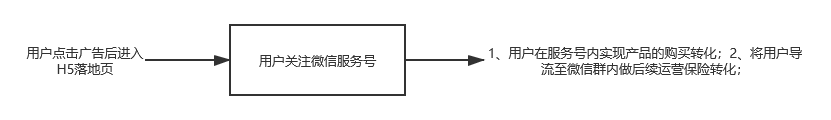 用户点击广告后进入
H5落地页
用户关注微信服务号
1、用户在服务号内实现产品的购买转化；2、将用户导
流至微信群内做后续运营保险转化；